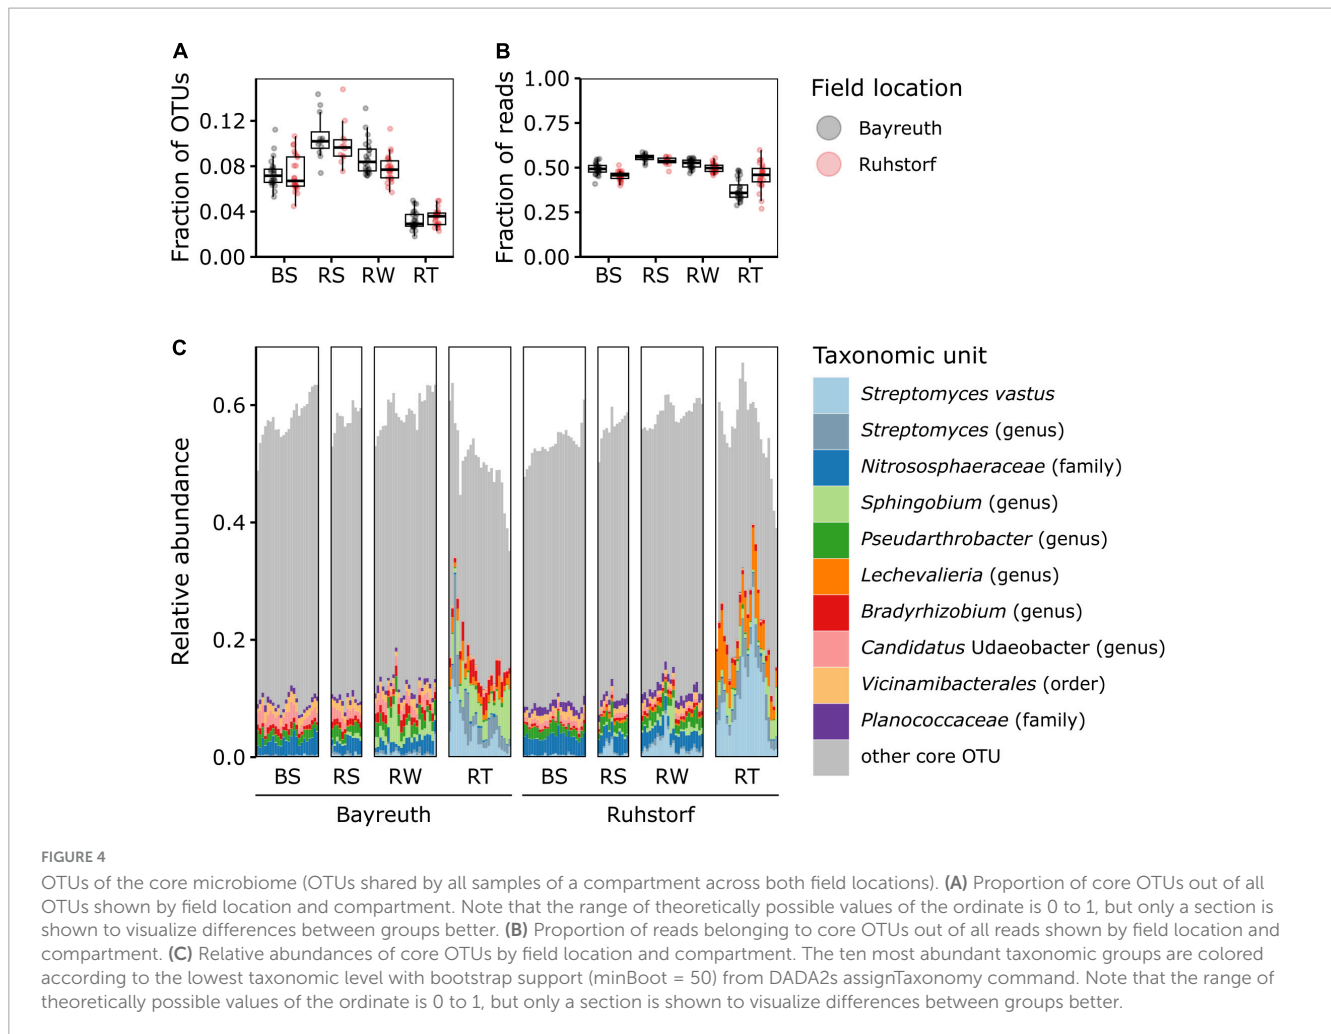 A
B
Fraction of OTUs
0.12
0.08
0.04
0.00
BS RS RW RT
Fraction of reads
1.00
0.75
0.50
0.25
0.00
BS RS RW RT
Field location
Bayreuth
Ruhstorf
C
Relative abundance
0.6
0.4
0.2
0.0
BS RS RW RT BS RS RW RT
Bayreuth Ruhstorf
Taxonomic unit
Streptomyces vastus
Streptomyces (genus)
Nitrososphaeraceae (family)
Sphingobium (genus)
Pseudarthrobacter (genus)
Lechevalieria (genus)
Bradyrhizobium (genus)
Candidatus Udaeobacter (genus)
Vicinamibacterales (order)
Planococcaceae (family)
other core OTU
FIGURE 4
OTUs of the core microbiome (OTUs shared by all samples of a compartment across both field locations). (A) Proportion of core OTUs out of all
OTUs shown by field location and compartment. Note that the range of theoretically possible values of the ordinate is 0 to 1, but only a section is
shown to visualize differences between groups better. (B) Proportion of reads belonging to core OTUs out of all reads shown by field location and
compartment. (C) Relative abundances of core OTUs by field location and compartment. The ten most abundant taxonomic groups are colored
according to the lowest taxonomic level with bootstrap support (minBoot = 50) from DADA2s assignTaxonomy command. Note that the range of
theoretically possible values of the ordinate is 0 to 1, but only a section is shown to visualize differences between groups better.